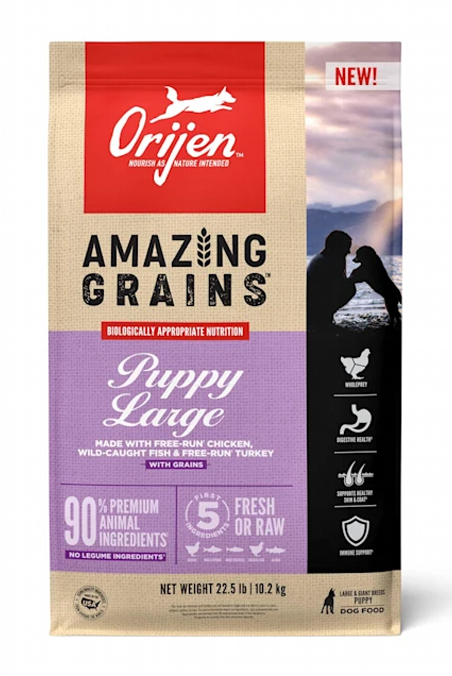 NEW!
Orijen™
NOURISH AS NATURE INTENDED
AMAZING
GRAINS™
BIOLOGICALLY APPROPRIATE NUTRITION
Puppy
Large
MADE WITH FREE-RUN† CHICKEN,
WILD-CAUGHT FISH & FREE-RUN† TURKEY
WITH GRAINS
90% PREMIUM
ANIMAL
INGREDIENTS*
NO LEGUME INGREDIENTS*
FIRST
5
INGREDIENTS
FRESH
OR RAW
WHOLEPREY
DIGESTIVE HEALTH
SUPPORTS HEALTHY
SKIN & COAT
IMMUNE SUPPORT
NET WEIGHT 22.5 lb | 10.2 kg
USA
LARGE & GIANT BREED
PUPPY
DOG FOOD